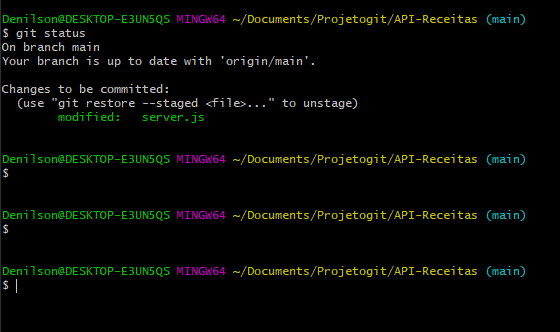 Denilson@DESKTOP-E3UN5QS MINGW64 ~/Documents/Projetogit/API-Receitas (main)
$ git status
On branch main
Your branch is up to date with 'origin/main'.
Changes to be committed:
  (use "git restore --staged <file>..." to unstage)
        modified:   server.js
Denilson@DESKTOP-E3UN5QS MINGW64 ~/Documents/Projetogit/API-Receitas (main)
$
Denilson@DESKTOP-E3UN5QS MINGW64 ~/Documents/Projetogit/API-Receitas (main)
$
Denilson@DESKTOP-E3UN5QS MINGW64 ~/Documents/Projetogit/API-Receitas (main)
$